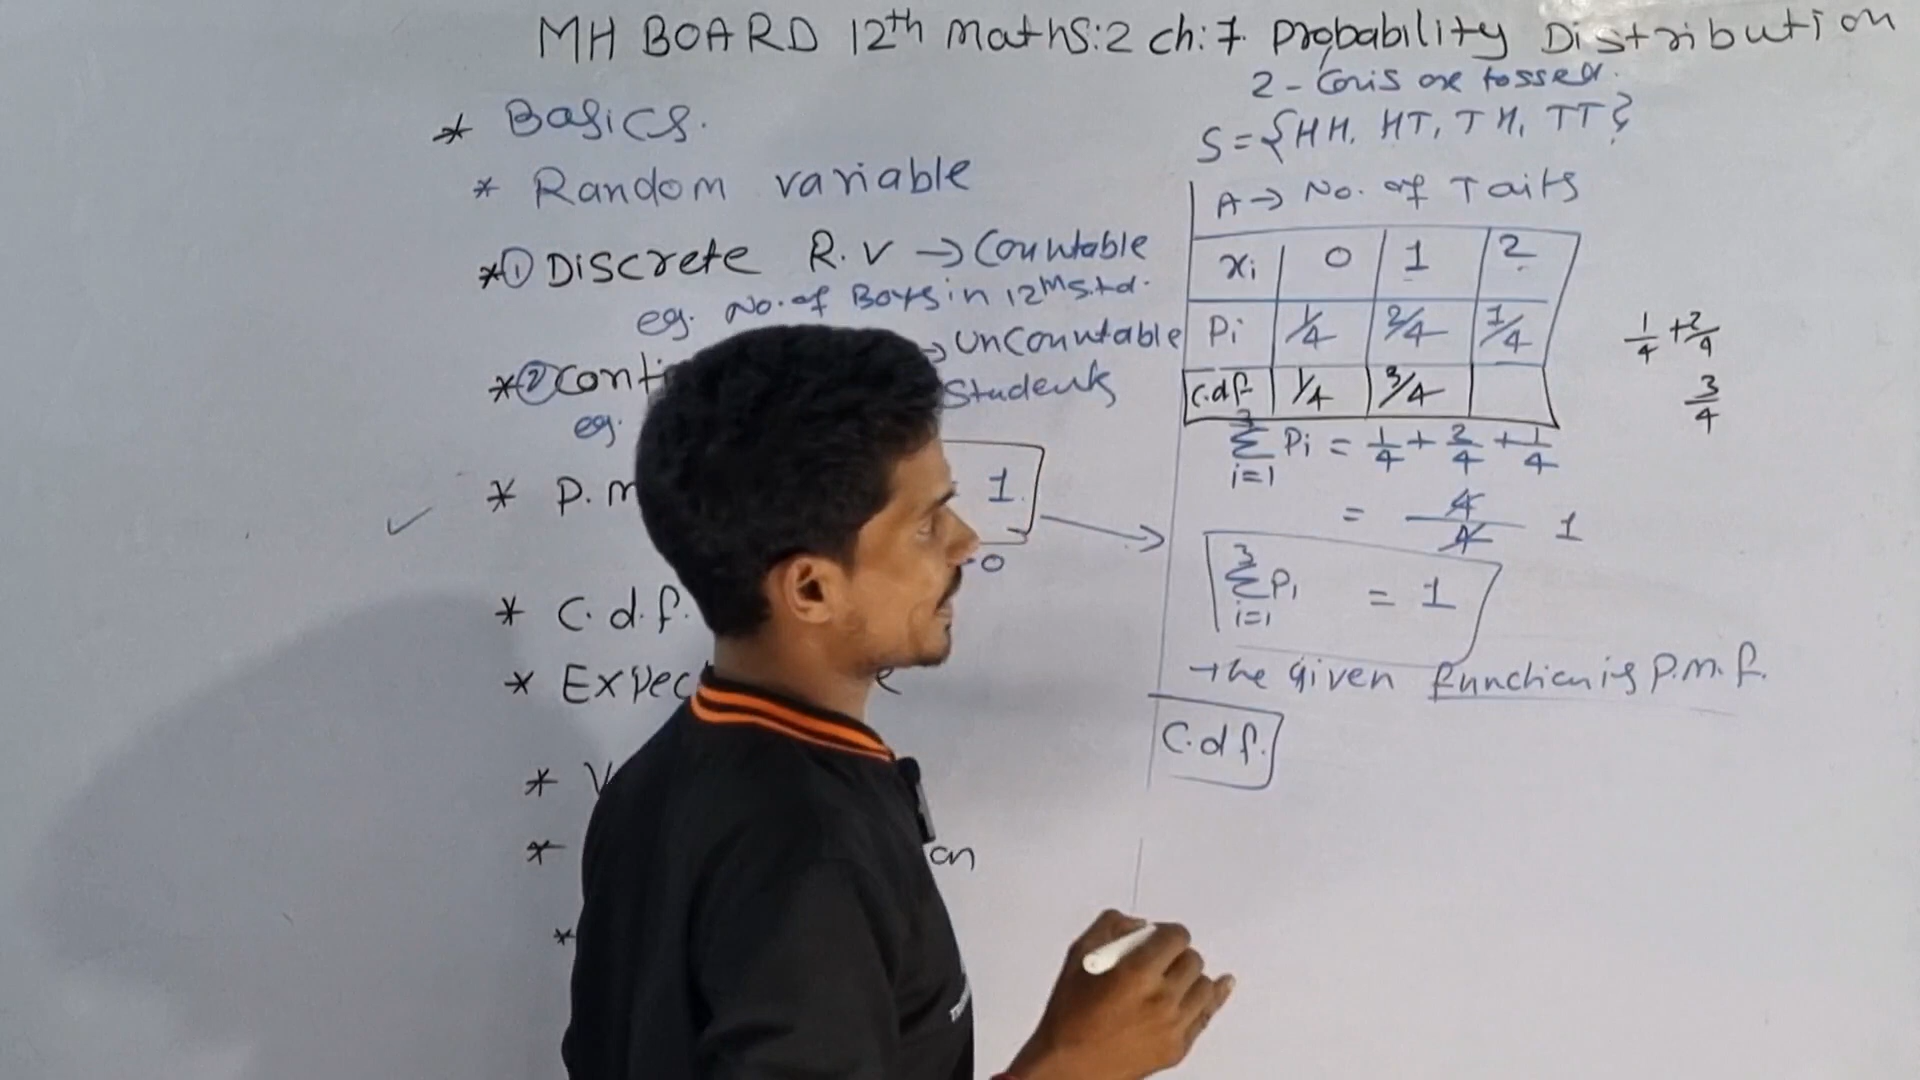 MH BOARD 12th Maths:2 ch:7. Probability Distribution
* Basics.
* Random variable
*① Discrete R.V → Countable
eg. No. of Boys in 12th Std.
*② Conti → Uncountable
eg. Students
* P.m 1.
0
* C.d.f.
* Expec e
* V
* on
*
2 - Coins are tossed.
S = {HH, HT, TH, TT}
A → No. of Tails
xi 0 1 2
Pi 1/4 2/4 1/4
C.d.f. 1/4 3/4
1/4 + 2/4
3/4
3 Σ i=1 Pi = 1/4 + 2/4 + 1/4
= 4/4 1
3 Σ i=1 Pi = 1
The given function is P.m.f.
C.d.f.